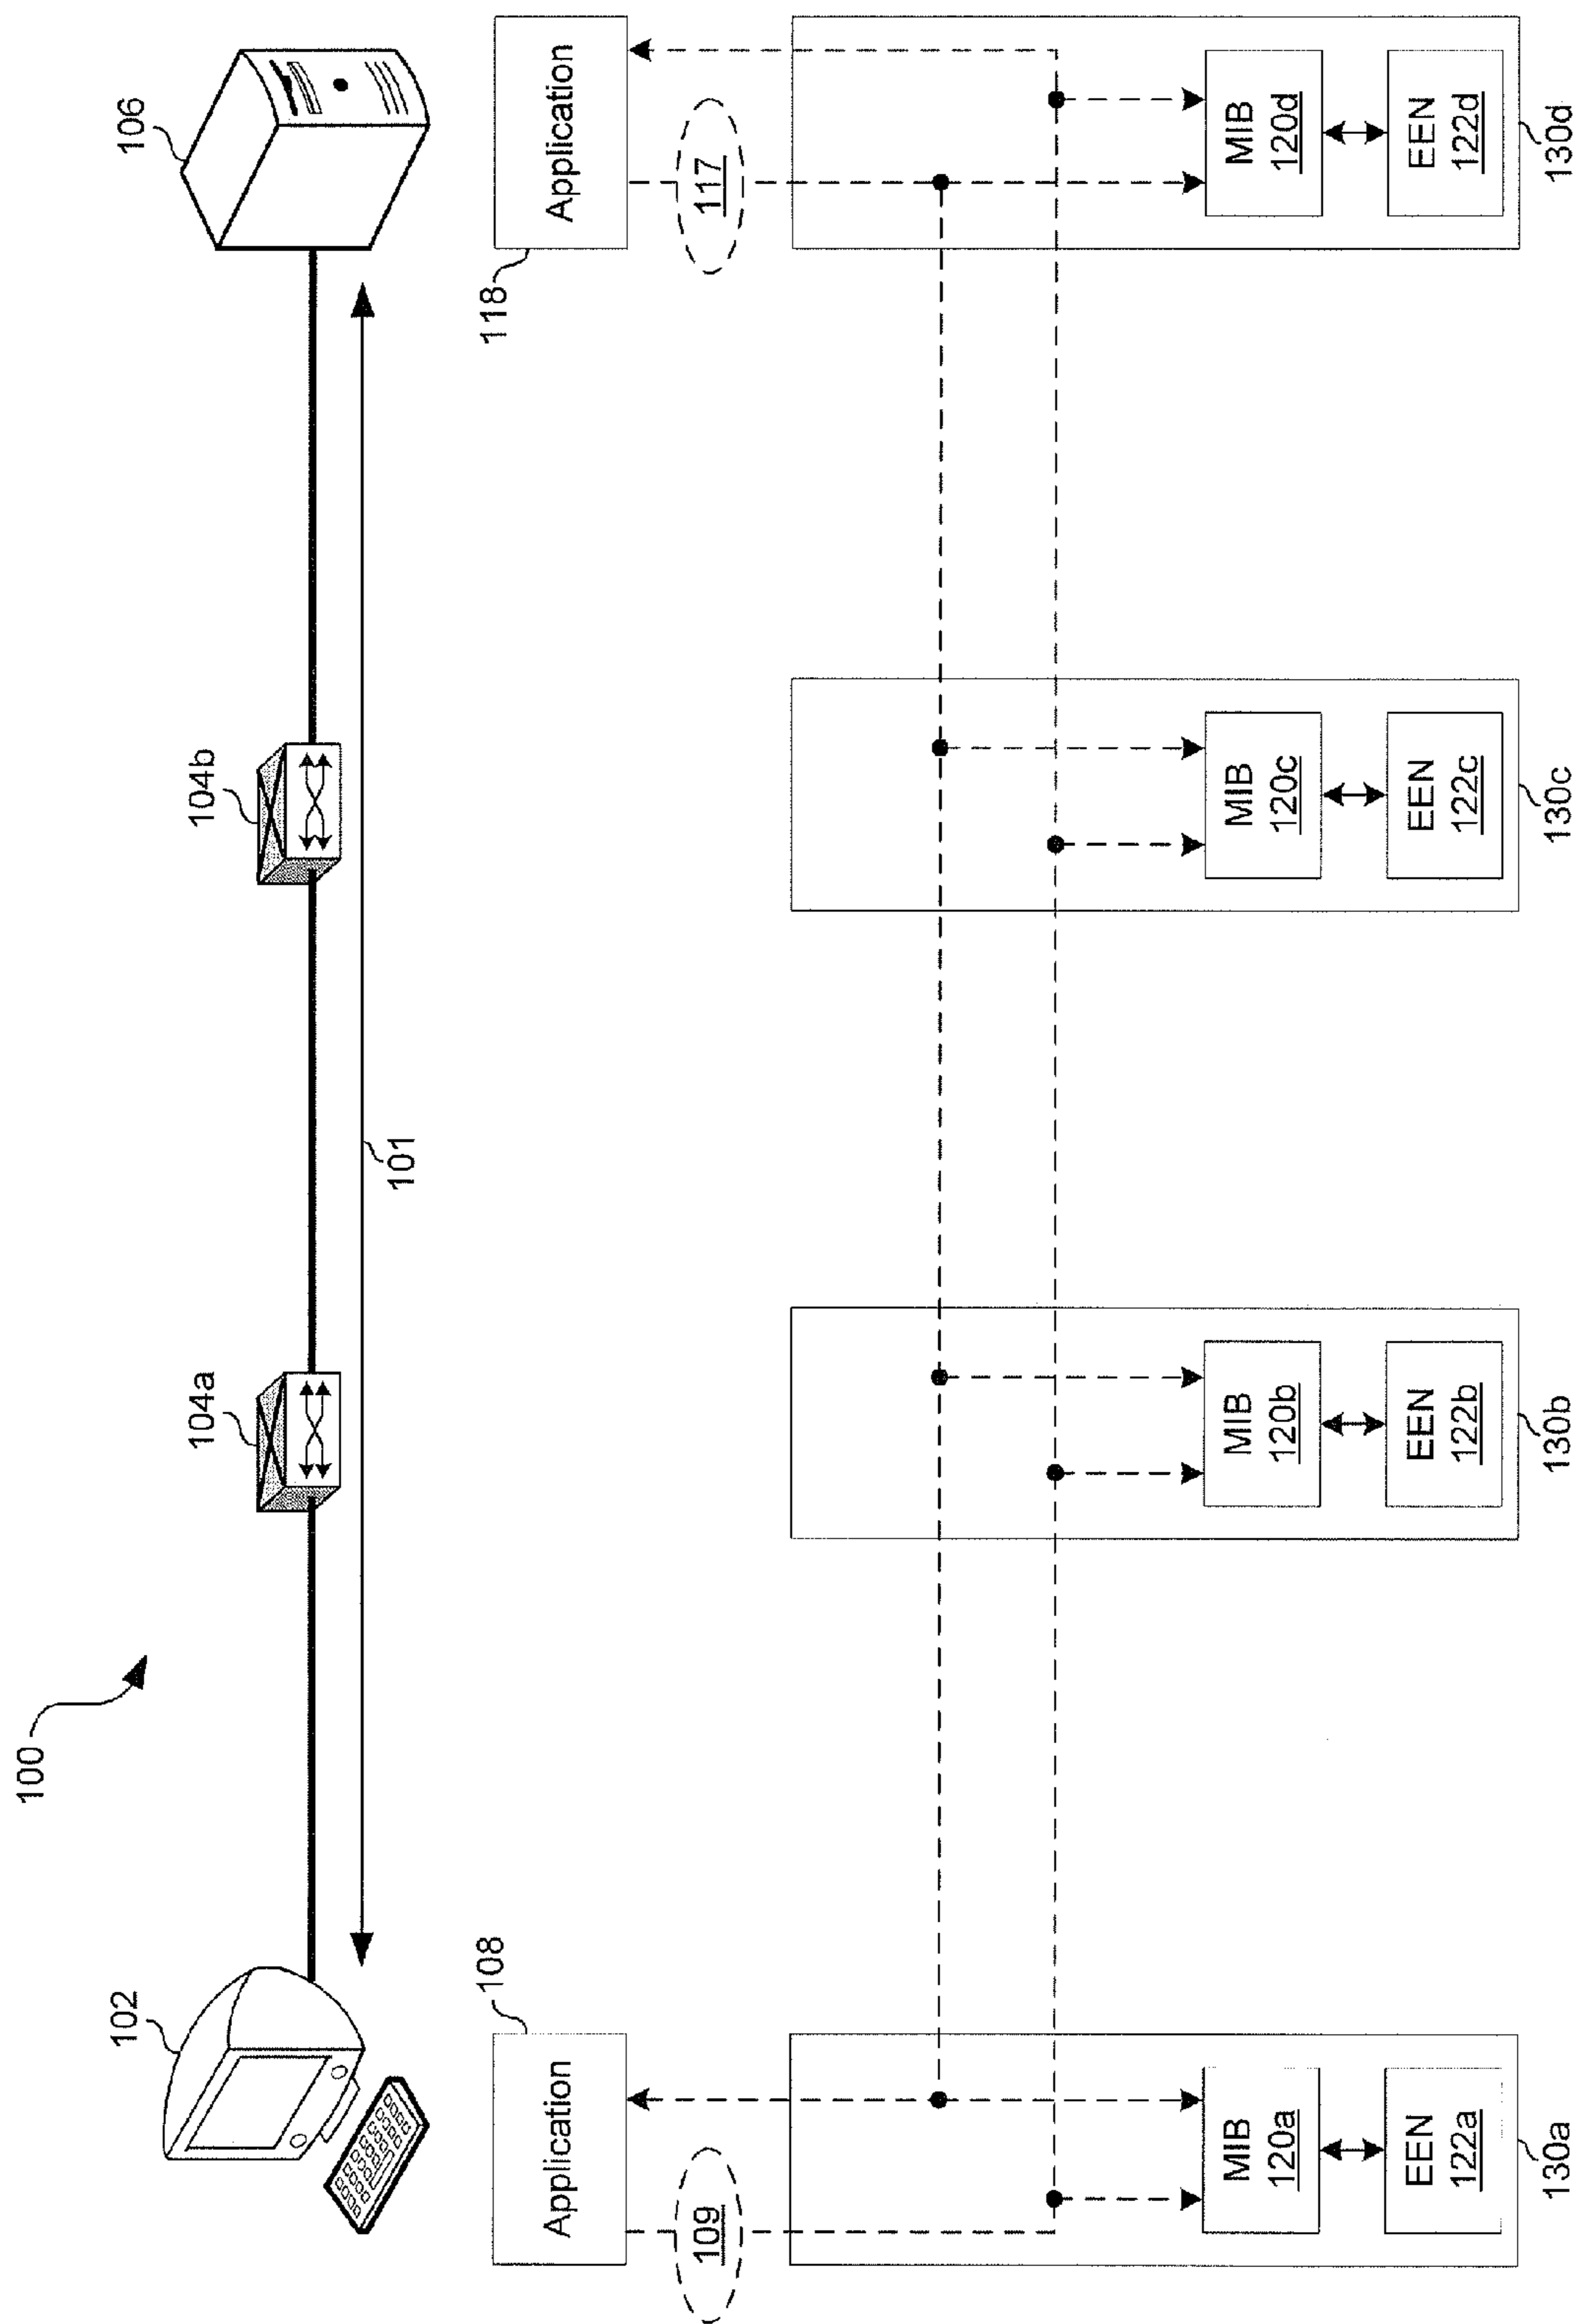 100
102
104a
104b
106
101
108
Application
118
Application
109
117
MIB
120a
EEN
122a
130a
MIB
120b
EEN
122b
130b
MIB
120c
EEN
122c
130c
MIB
120d
EEN
122d
130d